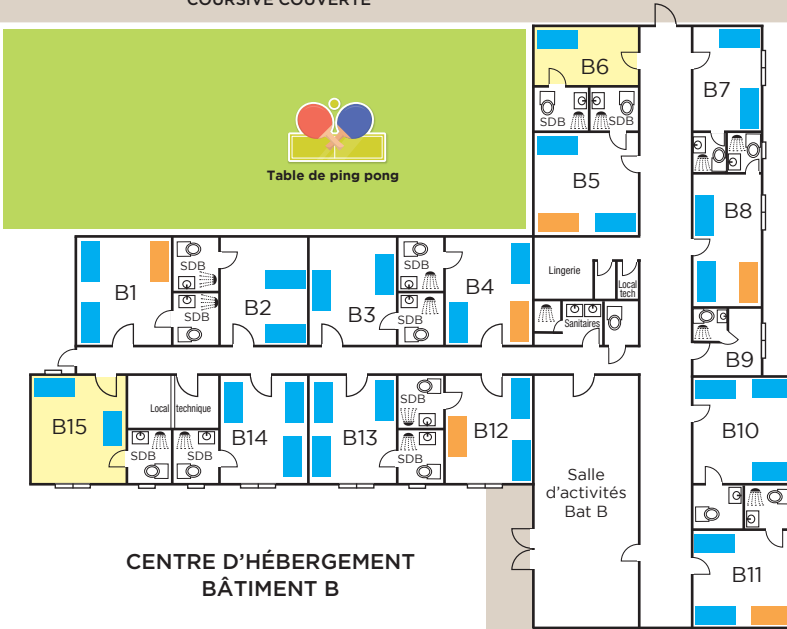 COURSIVE COUVERTE
B6
B7
SDB
SDB
Table de ping pong
B5
B8
B1
SDB
SDB
B2
B3
SDB
SDB
B4
Lingerie
Local
tech
Sanitaires
B9
B15
Local technique
SDB
SDB
B14
B13
SDB
SDB
B12
B10
Salle
d'activités
Bat B
B11
CENTRE D'HÉBERGEMENT
BÂTIMENT B